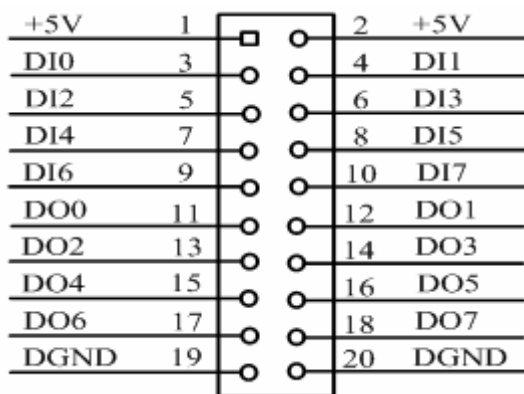 +5V 1 2 +5V
DI0 3 4 DI1
DI2 5 6 DI3
DI4 7 8 DI5
DI6 9 10 DI7
DO0 11 12 DO1
DO2 13 14 DO3
DO4 15 16 DO5
DO6 17 18 DO7
DGND 19 20 DGND